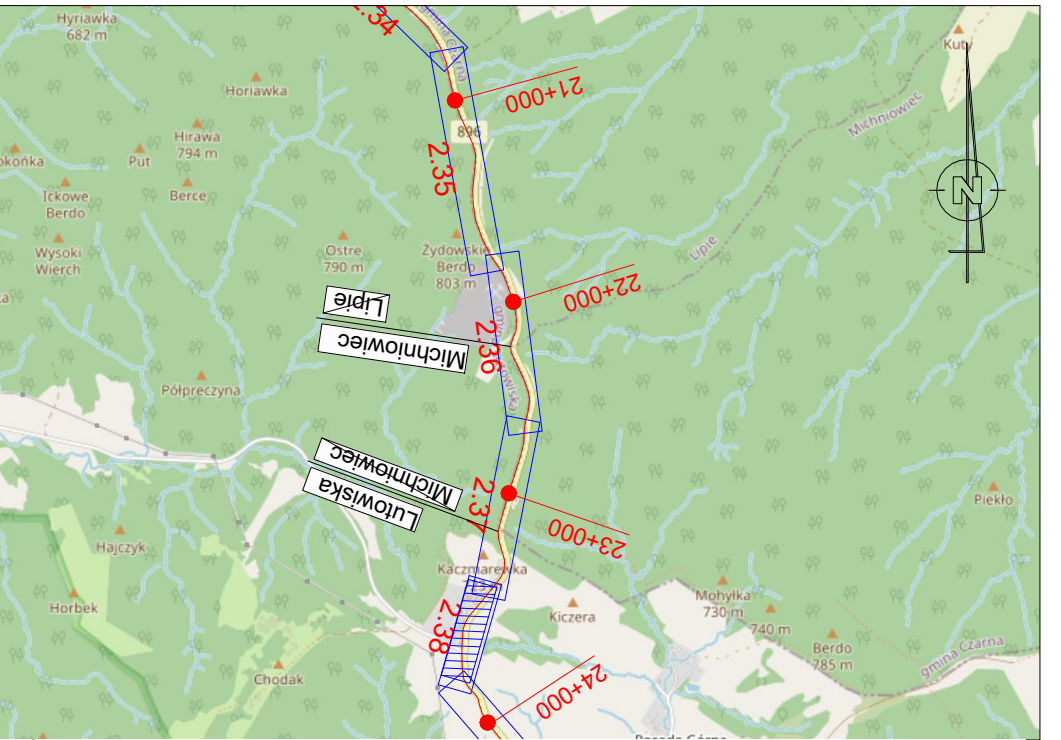 Hyriawka
682 m
2.34
gmina Czarna
Kuty
Horiawka
21+000
Michniowiec
896
Hirawa
794 m
Put
Ickowe
Berdo
Berce
2.35
N
Wysoki
Wierch
Ostre
790 m
Żydowskie
Berdo
803 m
Lipie
22+000
Lipie
Michniowiec
2.36
Półpreczyna
Michniowiec
Lutowiska
2.37
23+000
Piekło
Hajczyk
Kaczmarewka
Horbek
2.38
Kiczera
Mohyłka
730 m
740 m
Berdo
785 m
gmina Czarna
Chodak
24+000